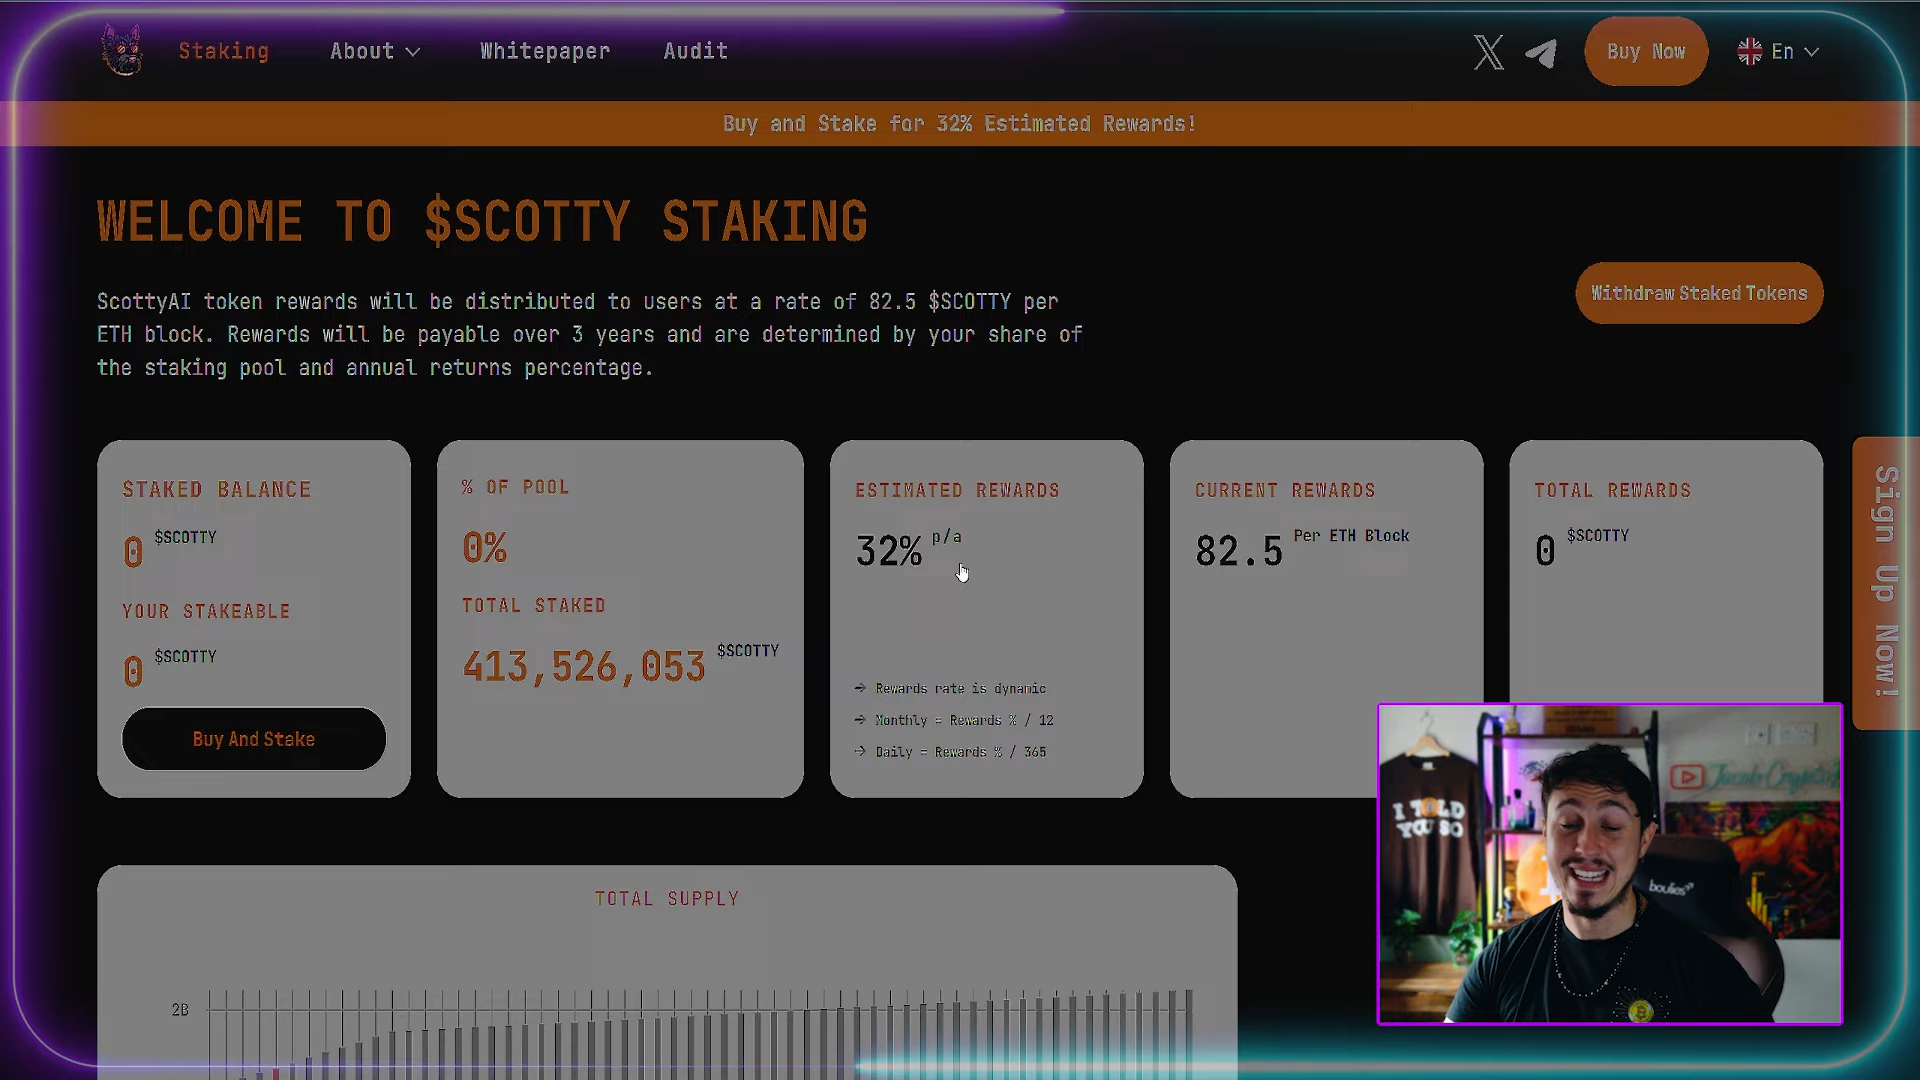 Staking
About
Whitepaper
Audit
Buy Now
En
Buy and Stake for 32% Estimated Rewards!
WELCOME TO $SCOTTY STAKING
ScottyAI token rewards will be distributed to users at a rate of 82.5 $SCOTTY per
ETH block. Rewards will be payable over 3 years and are determined by your share of
the staking pool and annual returns percentage.
Withdraw Staked Tokens
STAKED BALANCE
0 $SCOTTY
YOUR STAKEABLE
0 $SCOTTY
Buy And Stake
% OF POOL
0%
TOTAL STAKED
413,526,053 $SCOTTY
ESTIMATED REWARDS
32% p/a
→ Rewards rate is dynamic
→ Monthly = Rewards % / 12
→ Daily = Rewards % / 365
CURRENT REWARDS
82.5 Per ETH Block
TOTAL REWARDS
0 $SCOTTY
Sign Up Now!
TOTAL SUPPLY
2B
I TOLD
YOU SO
Jacob Crypto
boulies